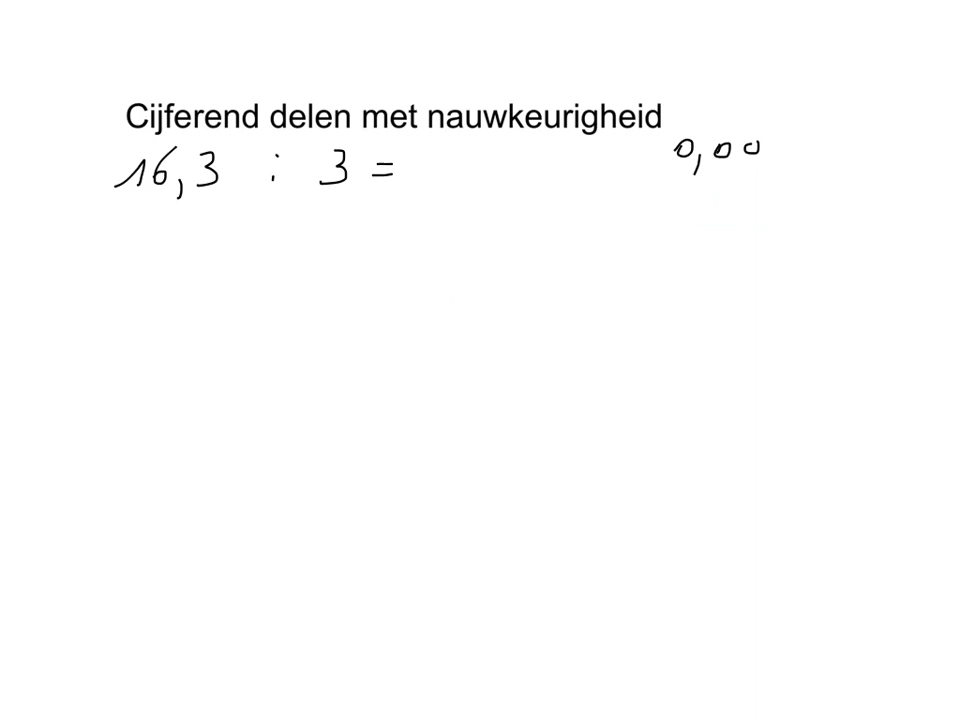 Cijferend delen met nauwkeurigheid
16,3 : 3 =
0,00